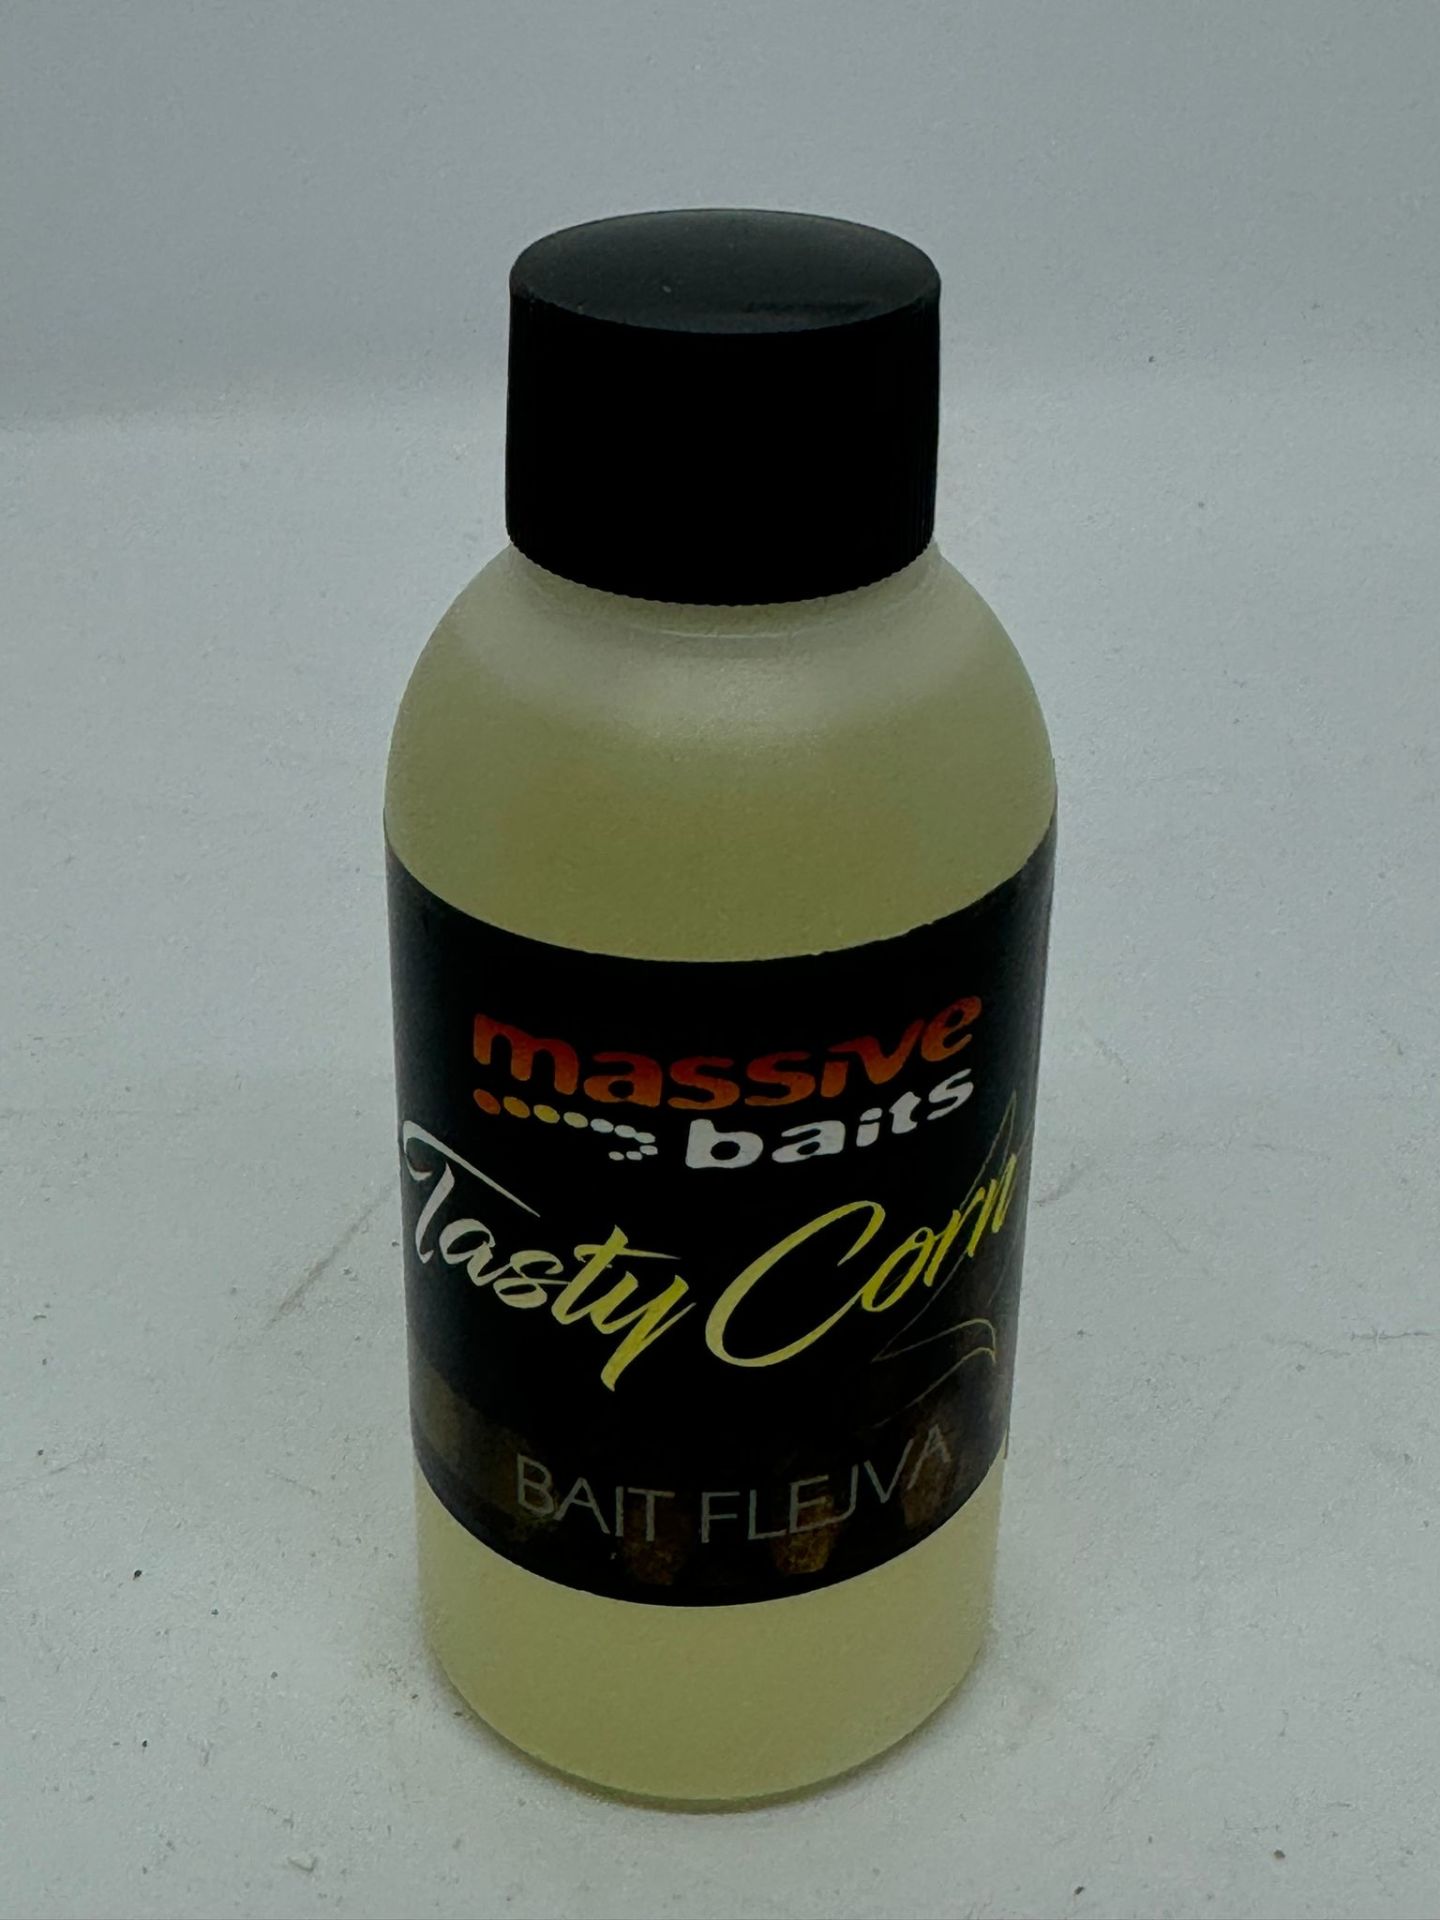 massive
baits
Tasty Corn
BAIT FLEJVA